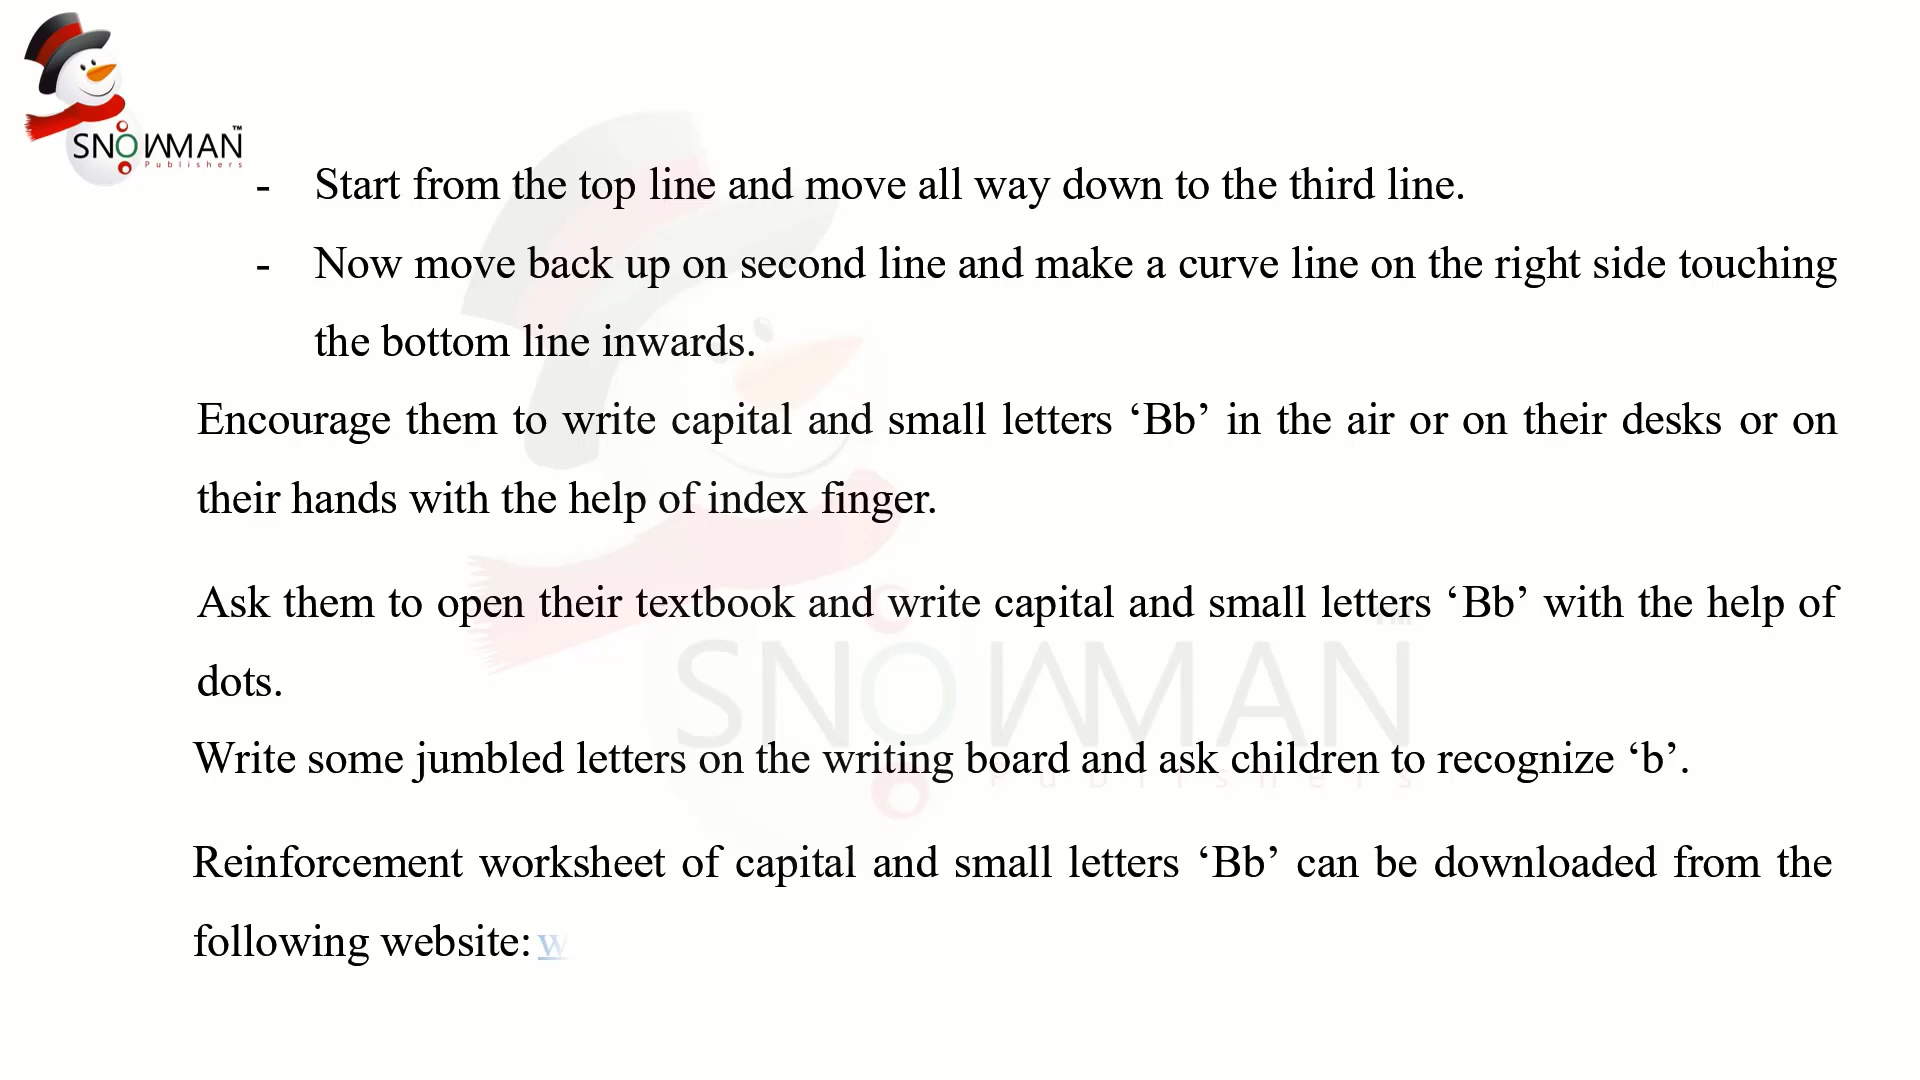 SNOWMAN™
Publishers
- Start from the top line and move all way down to the third line.
- Now move back up on second line and make a curve line on the right side touching
the bottom line inwards.
Encourage them to write capital and small letters ‘Bb’ in the air or on their desks or on
their hands with the help of index finger.
Ask them to open their textbook and write capital and small letters ‘Bb’ with the help of
dots.
SNOWMAN™
Write some jumbled letters on the writing board and ask children to recognize ‘b’.
Publishers
Reinforcement worksheet of capital and small letters ‘Bb’ can be downloaded from the
following website: w